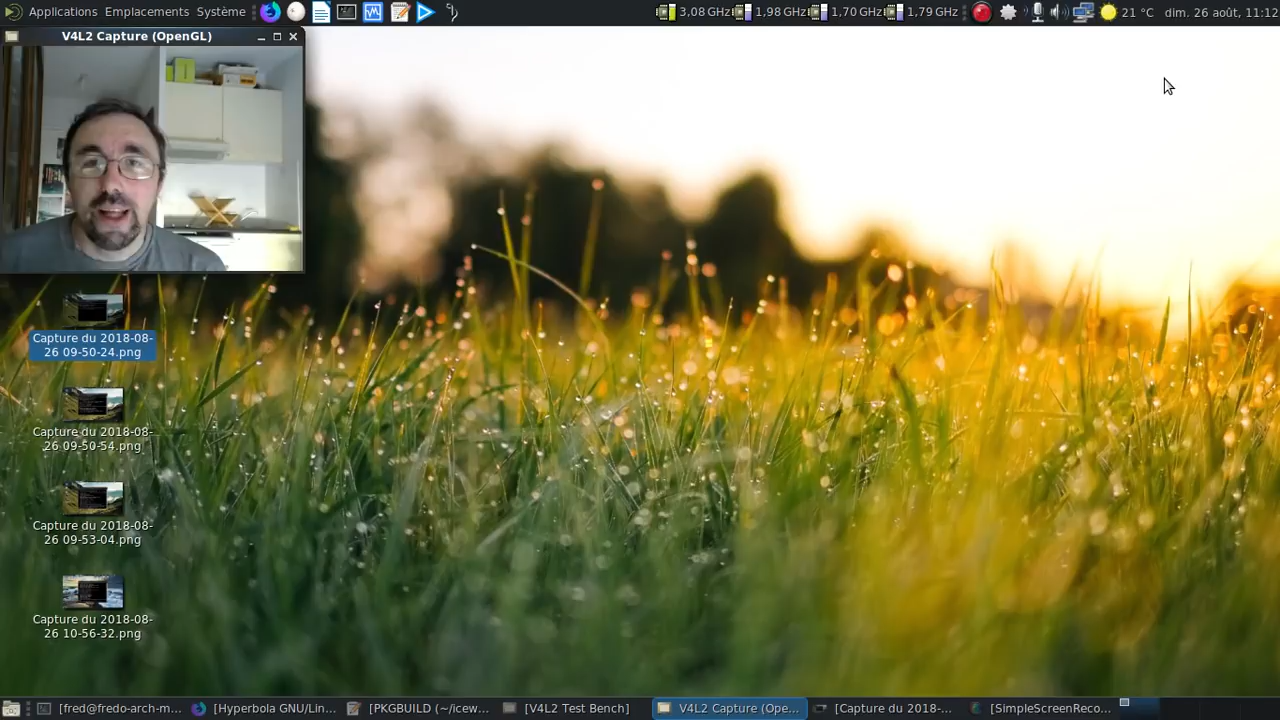 Applications Emplacements Système
3,08 GHz 1,98 GHz 1,70 GHz 1,79 GHz 21 °C dim. 26 août, 11:12
V4L2 Capture (OpenGL)
Capture du 2018-08-
26 09-50-24.png
Capture du 2018-08-
26 09-50-54.png
Capture du 2018-08-
26 09-53-04.png
Capture du 2018-08-
26 10-56-32.png
[fred@fredo-arch-m... [Hyperbola GNU/Lin... [PKGBUILD (~/icew... [V4L2 Test Bench] V4L2 Capture (Ope... [Capture du 2018-... [SimpleScreenReco...